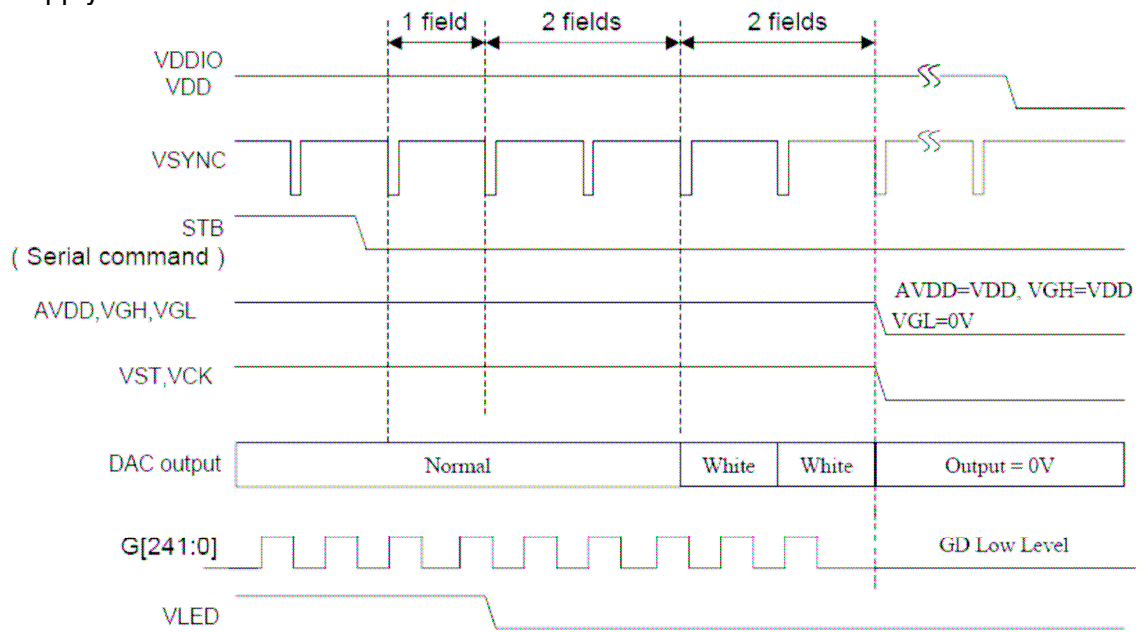 1 field 2 fields 2 fields
VDDIO
VDD
VSYNC
STB
( Serial command )
AVDD=VDD, VGH=VDD
AVDD,VGH,VGL
VGL=0V
VST,VCK
DAC output Normal White White Output = 0V
G[241:0] GD Low Level
VLED